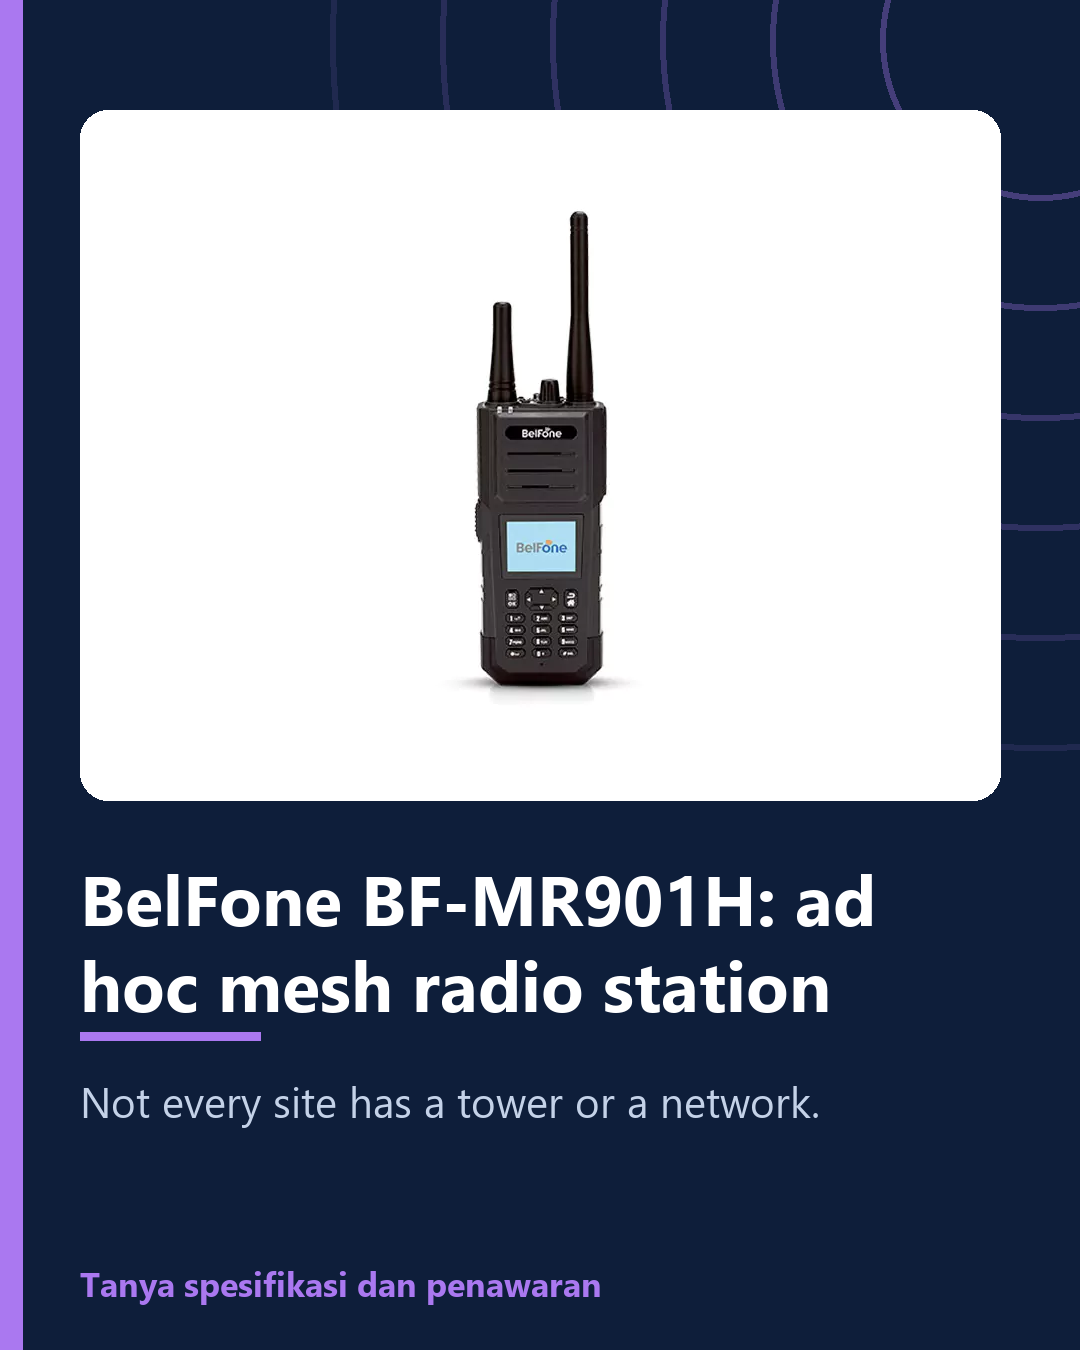 BelFone
BelFone
BelFone BF-MR901H: ad
hoc mesh radio station
Not every site has a tower or a network.
Tanya spesifikasi dan penawaran